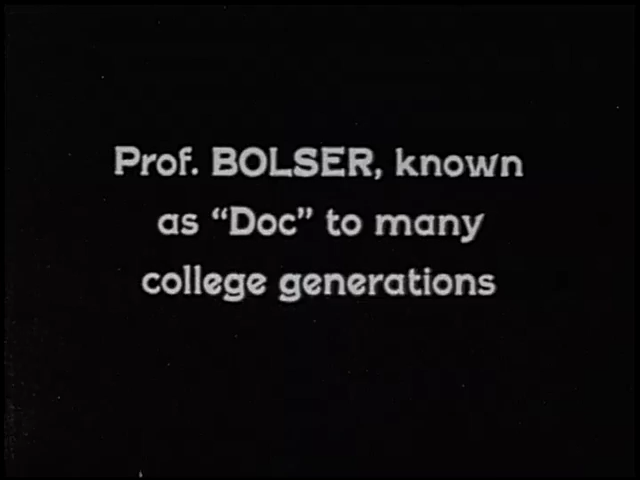 Prof. BOLSER, known
as “Doc” to many
college generations